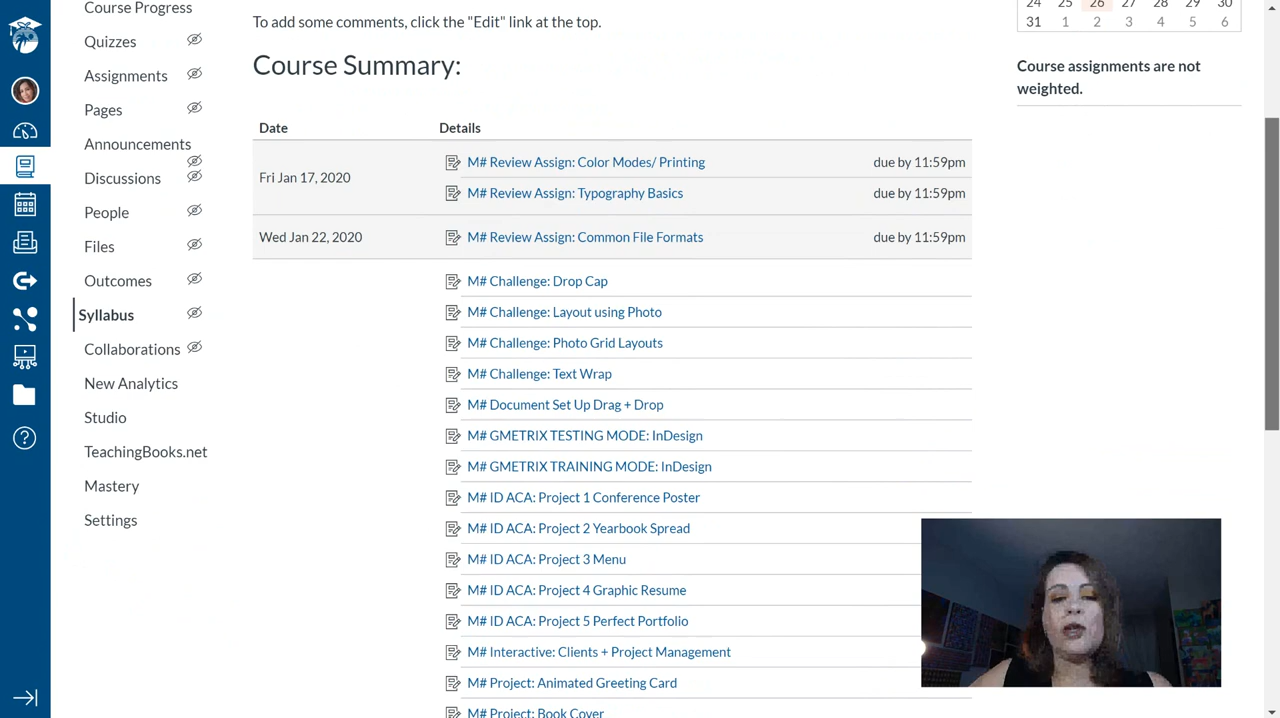 Course Progress
Quizzes
Assignments
Pages
Announcements
Discussions
People
Files
Outcomes
Syllabus
Collaborations
New Analytics
Studio
TeachingBooks.net
Mastery
Settings
To add some comments, click the "Edit" link at the top.
Course Summary:
Date Details
Fri Jan 17, 2020
M# Review Assign: Color Modes/ Printing due by 11:59pm
M# Review Assign: Typography Basics due by 11:59pm
Wed Jan 22, 2020 M# Review Assign: Common File Formats due by 11:59pm
M# Challenge: Drop Cap
M# Challenge: Layout using Photo
M# Challenge: Photo Grid Layouts
M# Challenge: Text Wrap
M# Document Set Up Drag + Drop
M# GMETRIX TESTING MODE: InDesign
M# GMETRIX TRAINING MODE: InDesign
M# ID ACA: Project 1 Conference Poster
M# ID ACA: Project 2 Yearbook Spread
M# ID ACA: Project 3 Menu
M# ID ACA: Project 4 Graphic Resume
M# ID ACA: Project 5 Perfect Portfolio
M# Interactive: Clients + Project Management
M# Project: Animated Greeting Card
M# Project: Book Cover
24 25 26 27 28 29 30
31 1 2 3 4 5 6
Course assignments are not
weighted.